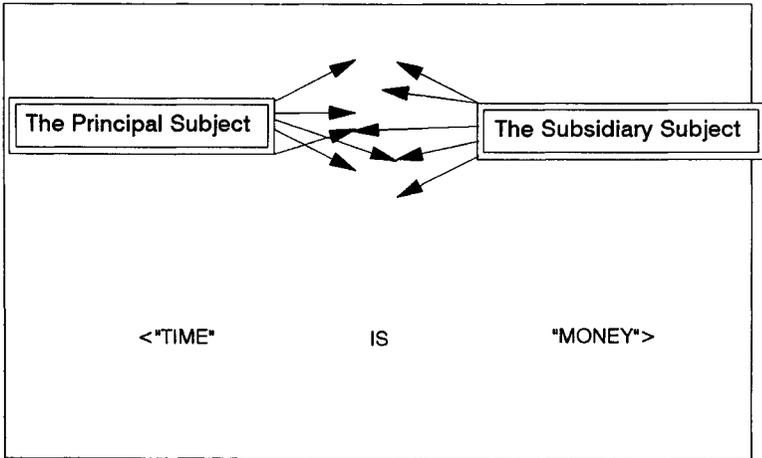 The Principal Subject
The Subsidiary Subject
<"TIME" IS "MONEY">